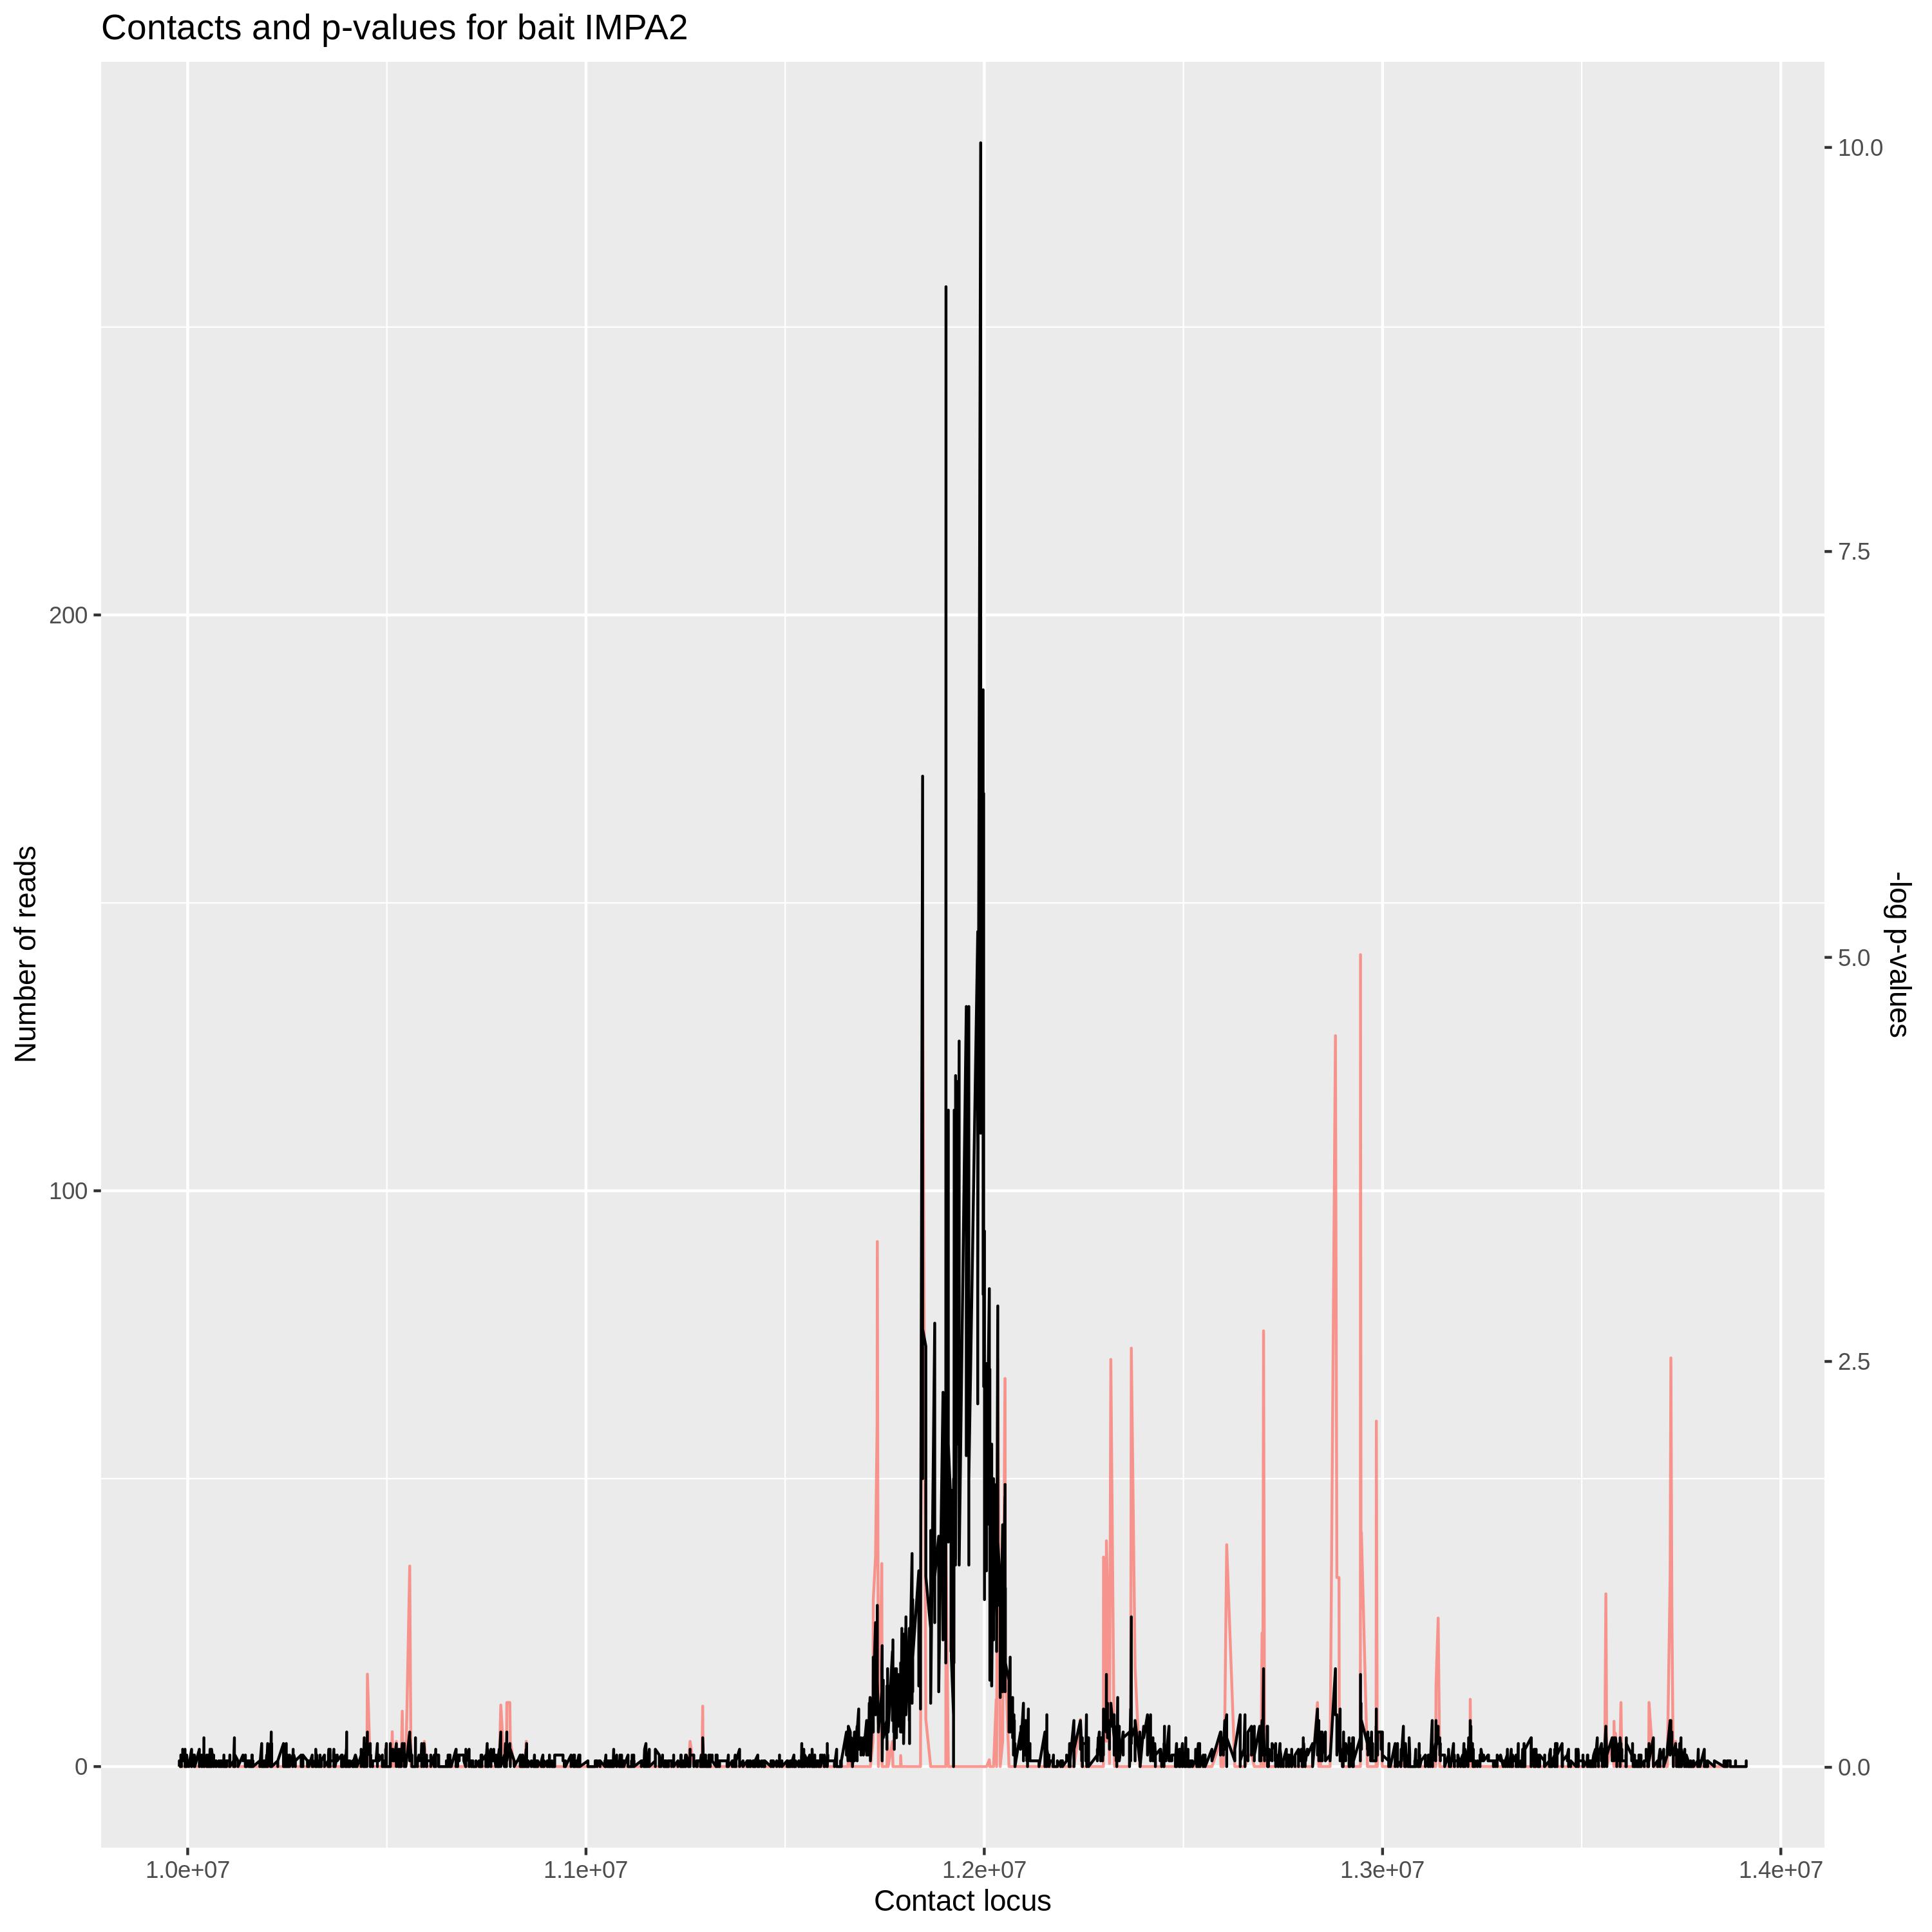 Contacts and p-values for bait IMPA2
Number of reads
200
100
0
10.0
7.5
5.0
2.5
0.0
-log p-values
1.0e+07
1.1e+07
1.2e+07
1.3e+07
1.4e+07
Contact locus